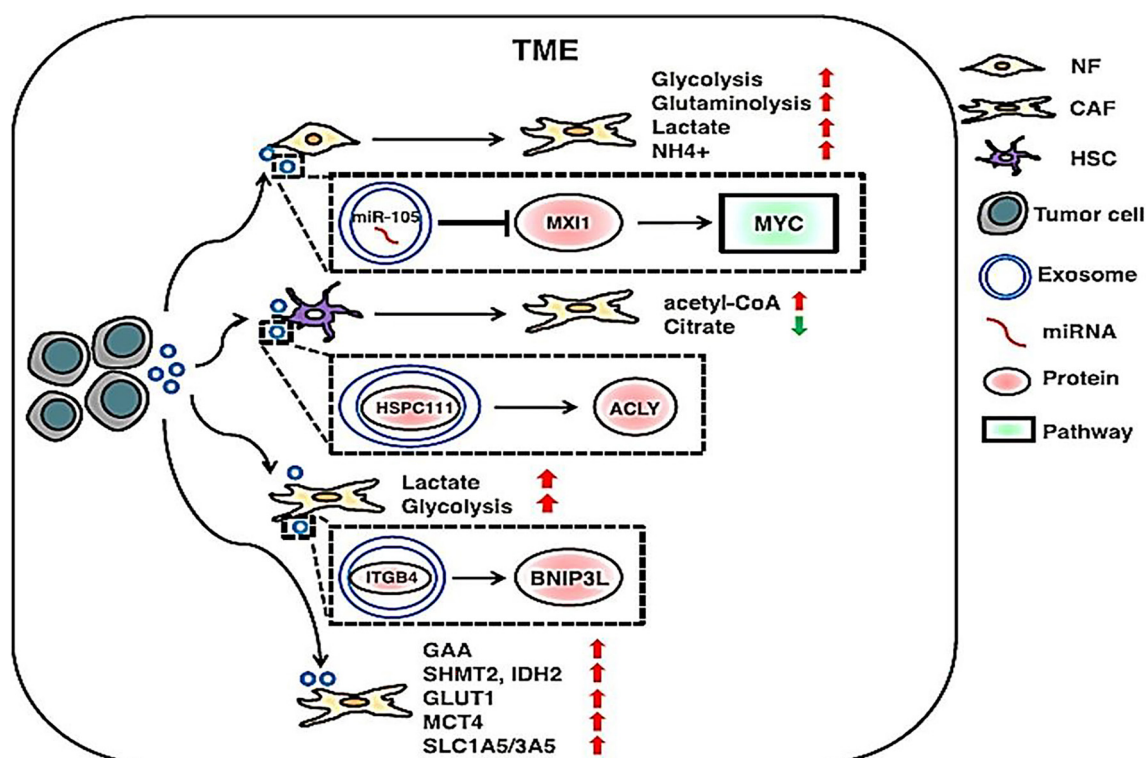 TME
Glycolysis
Glutaminolysis
Lactate
NH4+
miR-105
MXI1
MYC
acetyl-CoA
Citrate
HSPC111
ACLY
Lactate
Glycolysis
ITGB4
BNIP3L
GAA
SHMT2, IDH2
GLUT1
MCT4
SLC1A5/3A5
NF
CAF
HSC
Tumor cell
Exosome
miRNA
Protein
Pathway